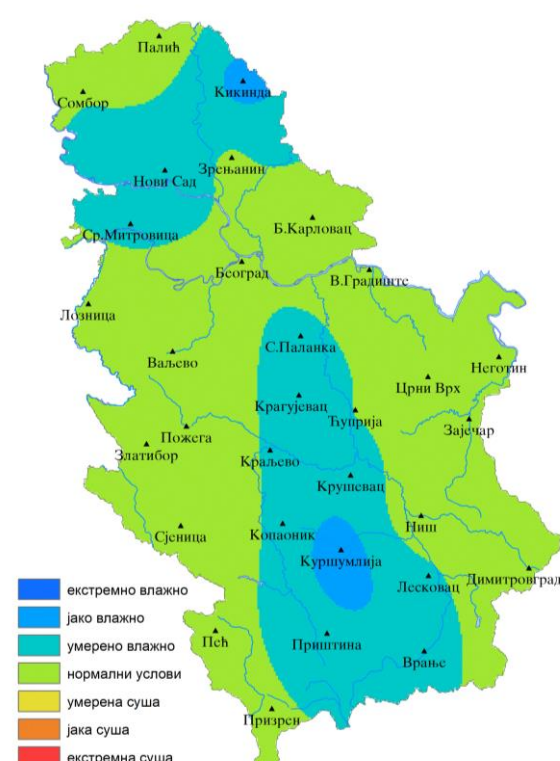 Палић
Сомбор
Кикинда
Зрењанин
Нови Сад
Ср.Митровица
Б.Карловац
Београд
В.Градиште
Лозница
С.Паланка
Ваљево
Неготин
Црни Врх
Крагујевац
Ћуприја
Зајечар
Пожега
Златибор
Краљево
Крушевац
Ниш
Сјеница
Копаоник
Куршумлија
Лесковац
Димитровград
Пећ
Приштина
Врање
Призрен
екстремно влажно
јако влажно
умерено влажно
нормални услови
умерена суша
јака суша
екстремна суша